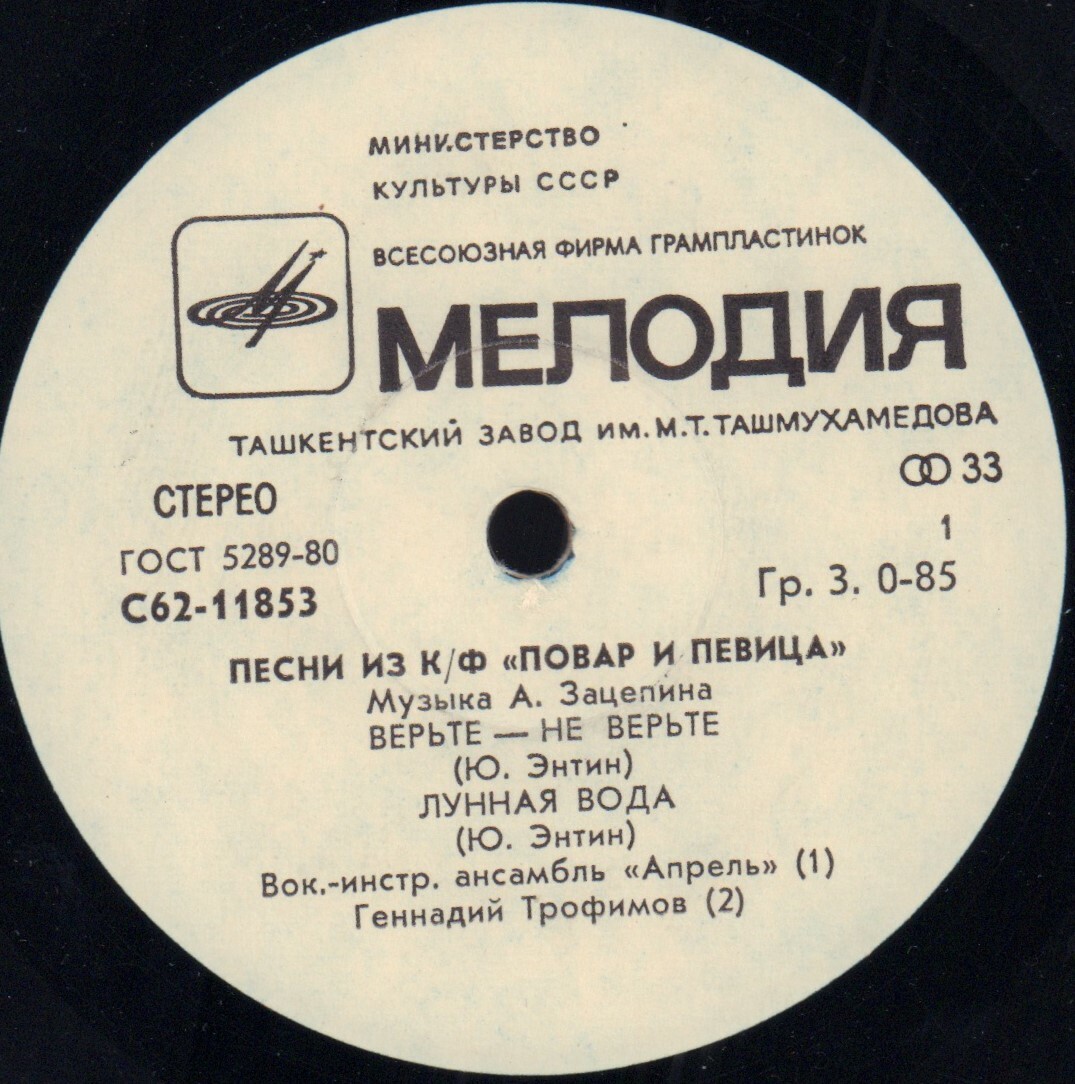 МИНИСТЕРСТВО
КУЛЬТУРЫ СССР
ВСЕСОЮЗНАЯ ФИРМА ГРАМПЛАСТИНОК
МЕЛОДИЯ
ТАШКЕНТСКИЙ ЗАВОД ИМ. М.Т. ТАШМУХАМЕДОВА
СТЕРЕО
33
ГОСТ 5289-80
1
С62-11853
Гр. 3. 0-85
ПЕСНИ ИЗ К/Ф «ПОВАР И ПЕВИЦА»
Музыка А. Зацепина
ВЕРЬТЕ — НЕ ВЕРЬТЕ
(Ю. Энтин)
ЛУННАЯ ВОДА
(Ю. Энтин)
Вок.-инстр. ансамбль «Апрель» (1)
Геннадий Трофимов (2)